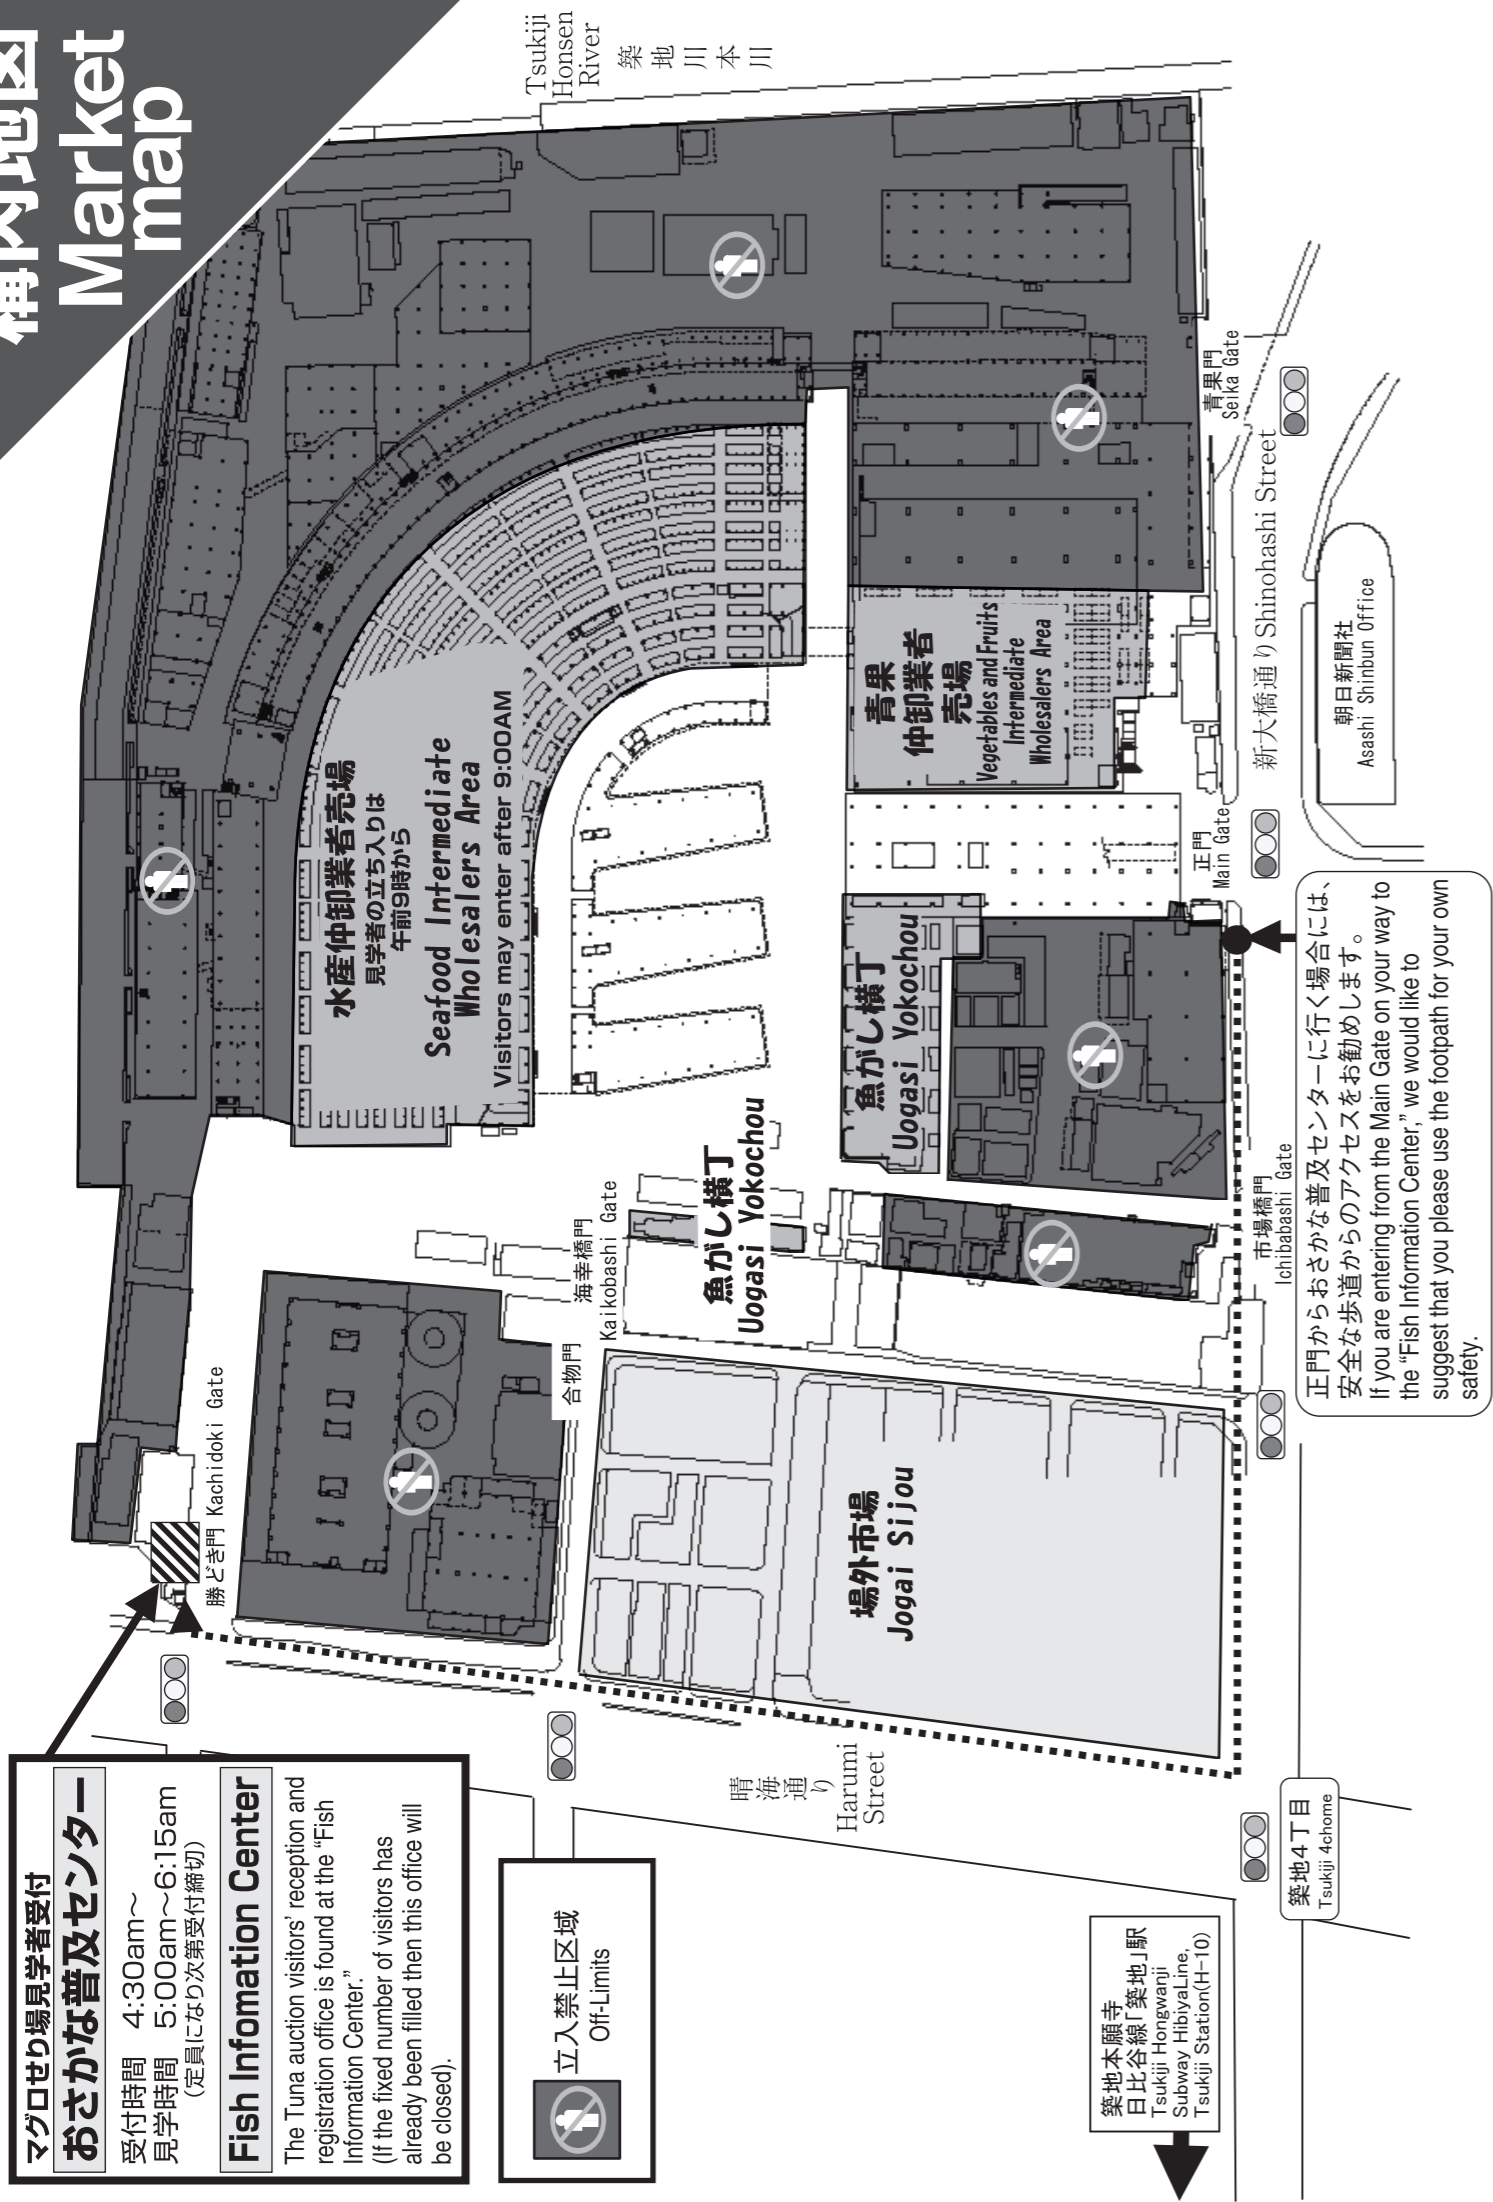 構内地図
Market
map
マグロせり場見学者受付
おさかな普及センター
受付時間 4:30am～
見学時間 5:00am～6:15am
（定員になり次第受付締切）
Fish Infomation Center
The Tuna auction visitors' reception and
registration office is found at the “Fish
Information Center.”
(If the fixed number of visitors has
already been filled then this office will
be closed).
立入禁止区域
Off-Limits
築地本願寺
日比谷線「築地」駅
Tsukiji Hongwanji
Subway HibiyaLine,
Tsukiji Station(H-10)
築地4丁目
Tsukiji 4chome
晴海通り
Harumi
Street
勝どき門 Kachidoki Gate
合物門
海幸橋門
Kaikobashi Gate
場外市場
Jogai Sijou
魚がし横丁
Uogasi Yokochou
市場橋門
Ichibabashi Gate
魚がし横丁
Uogasi Yokochou
水産仲卸業者売場
見学者の立ち入りは
午前9時から
Seafood Intermediate
Wholesalers Area
Visitors may enter after 9:00AM
青果
仲卸業者
売場
Vegetables and Fruits
Intermediate
Wholesalers Area
正門
Main Gate
青果門
Seika Gate
新大橋通り Shinohashi Street
朝日新聞社
Asashi Shinbun Office
Tsukiji
Honsen
River
築地川本川
正門からおさかな普及センターに行く場合には、
安全な歩道からのアクセスをお勧めします。
If you are entering from the Main Gate on your way to
the “Fish Information Center,” we would like to
suggest that you please use the footpath for your own
safety.